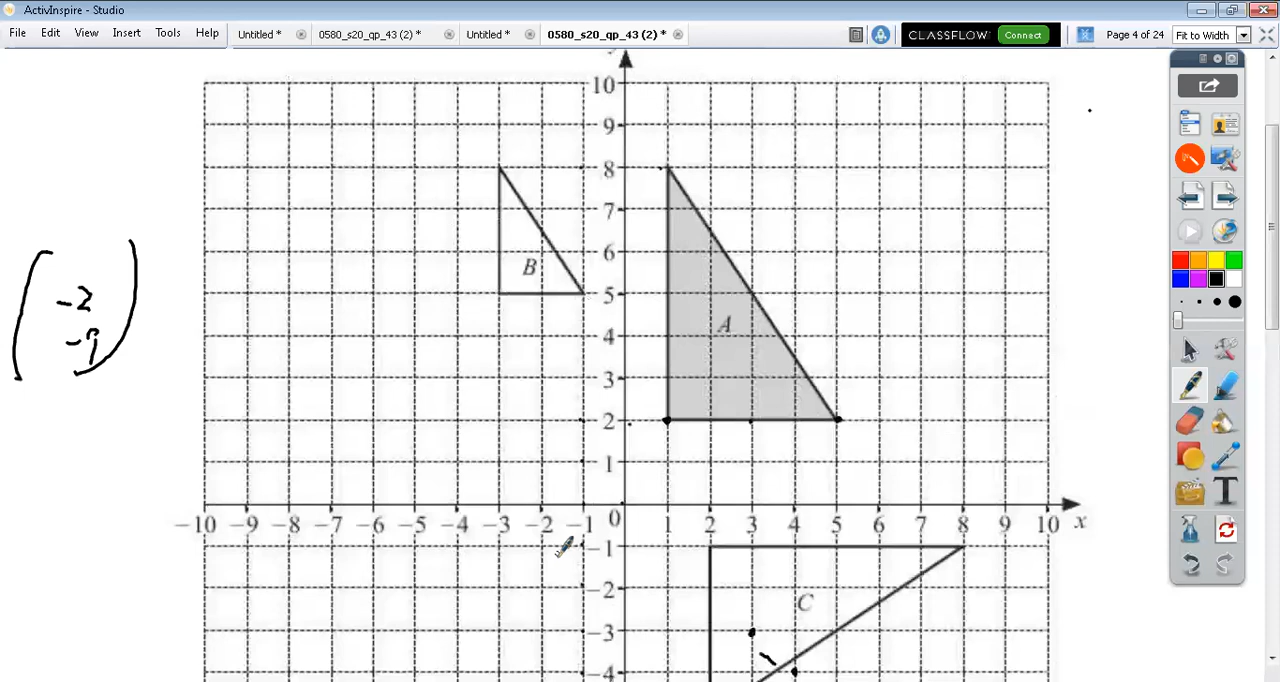 ActivInspire - Studio
File Edit View Insert Tools Help Untitled * 0580_s20_qp_43 (2) * Untitled * 0580_s20_qp_43 (2) * CLASSFLOW Connect Page 4 of 24 Fit to Width
10
9
8
7
6
B
5
A
4
3
2
1
-10 -9 -8 -7 -6 -5 -4 -3 -2 -1 0 1 2 3 4 5 6 7 8 9 10 x
-1
-2
C
-3
-4
-2
-9
T